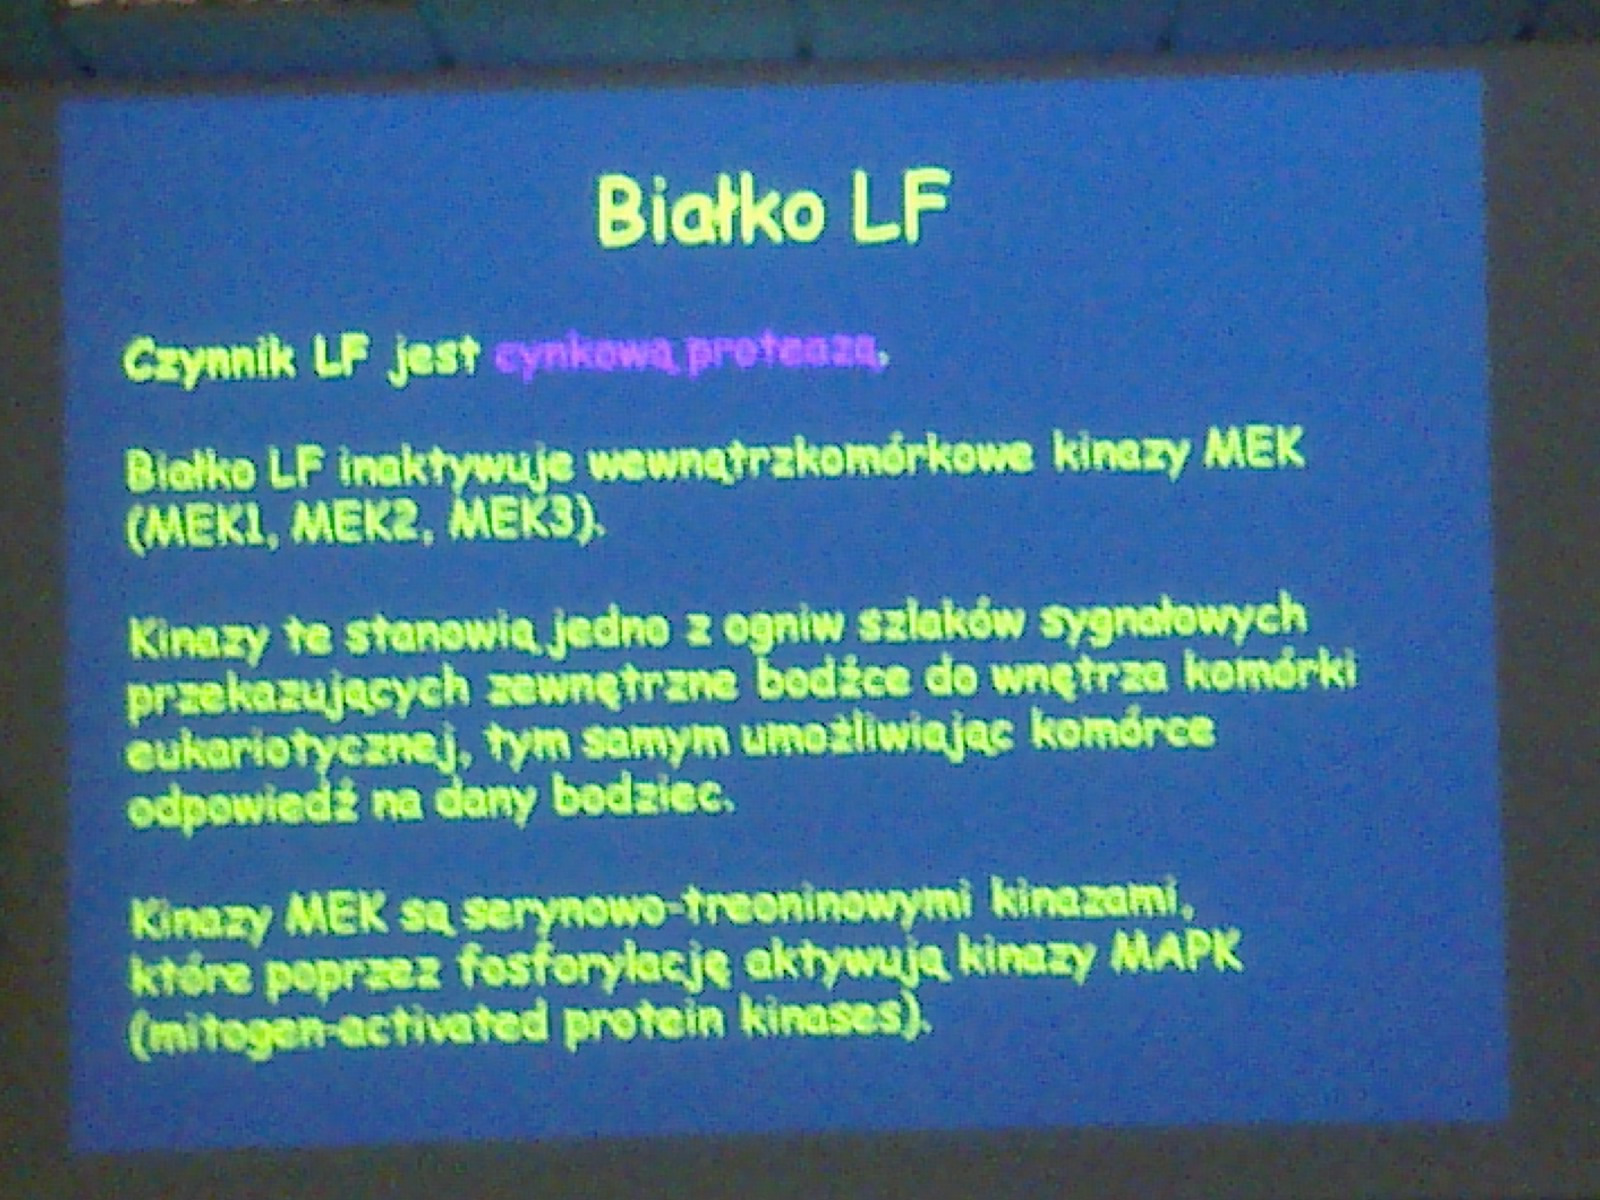 Białko LF
Czynnik LF jest cynkową proteazą.
Białko LF inaktywuje wewnątrzkomórkowe kinazy MEK
(MEK1, MEK2, MEK3).
Kinazy te stanowią jedno z ogniw szlaków sygnałowych
przekazujących zewnętrzne bodźce do wnętrza komórki
eukariotycznej, tym samym umożliwiając komórce
odpowiedź na dany bodziec.
Kinazy MEK są serynowo-treoninowymi kinazami,
które poprzez fosforylację aktywują kinazy MAPK
(mitogen-activated protein kinases).